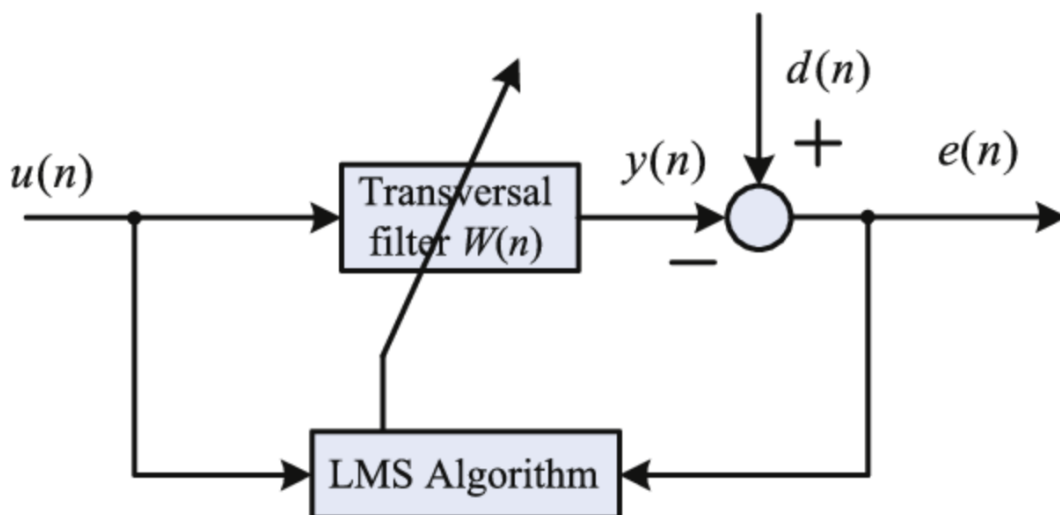 d(n)
+
u(n)
y(n)
e(n)
Transversal
filter W(n)
−
LMS Algorithm